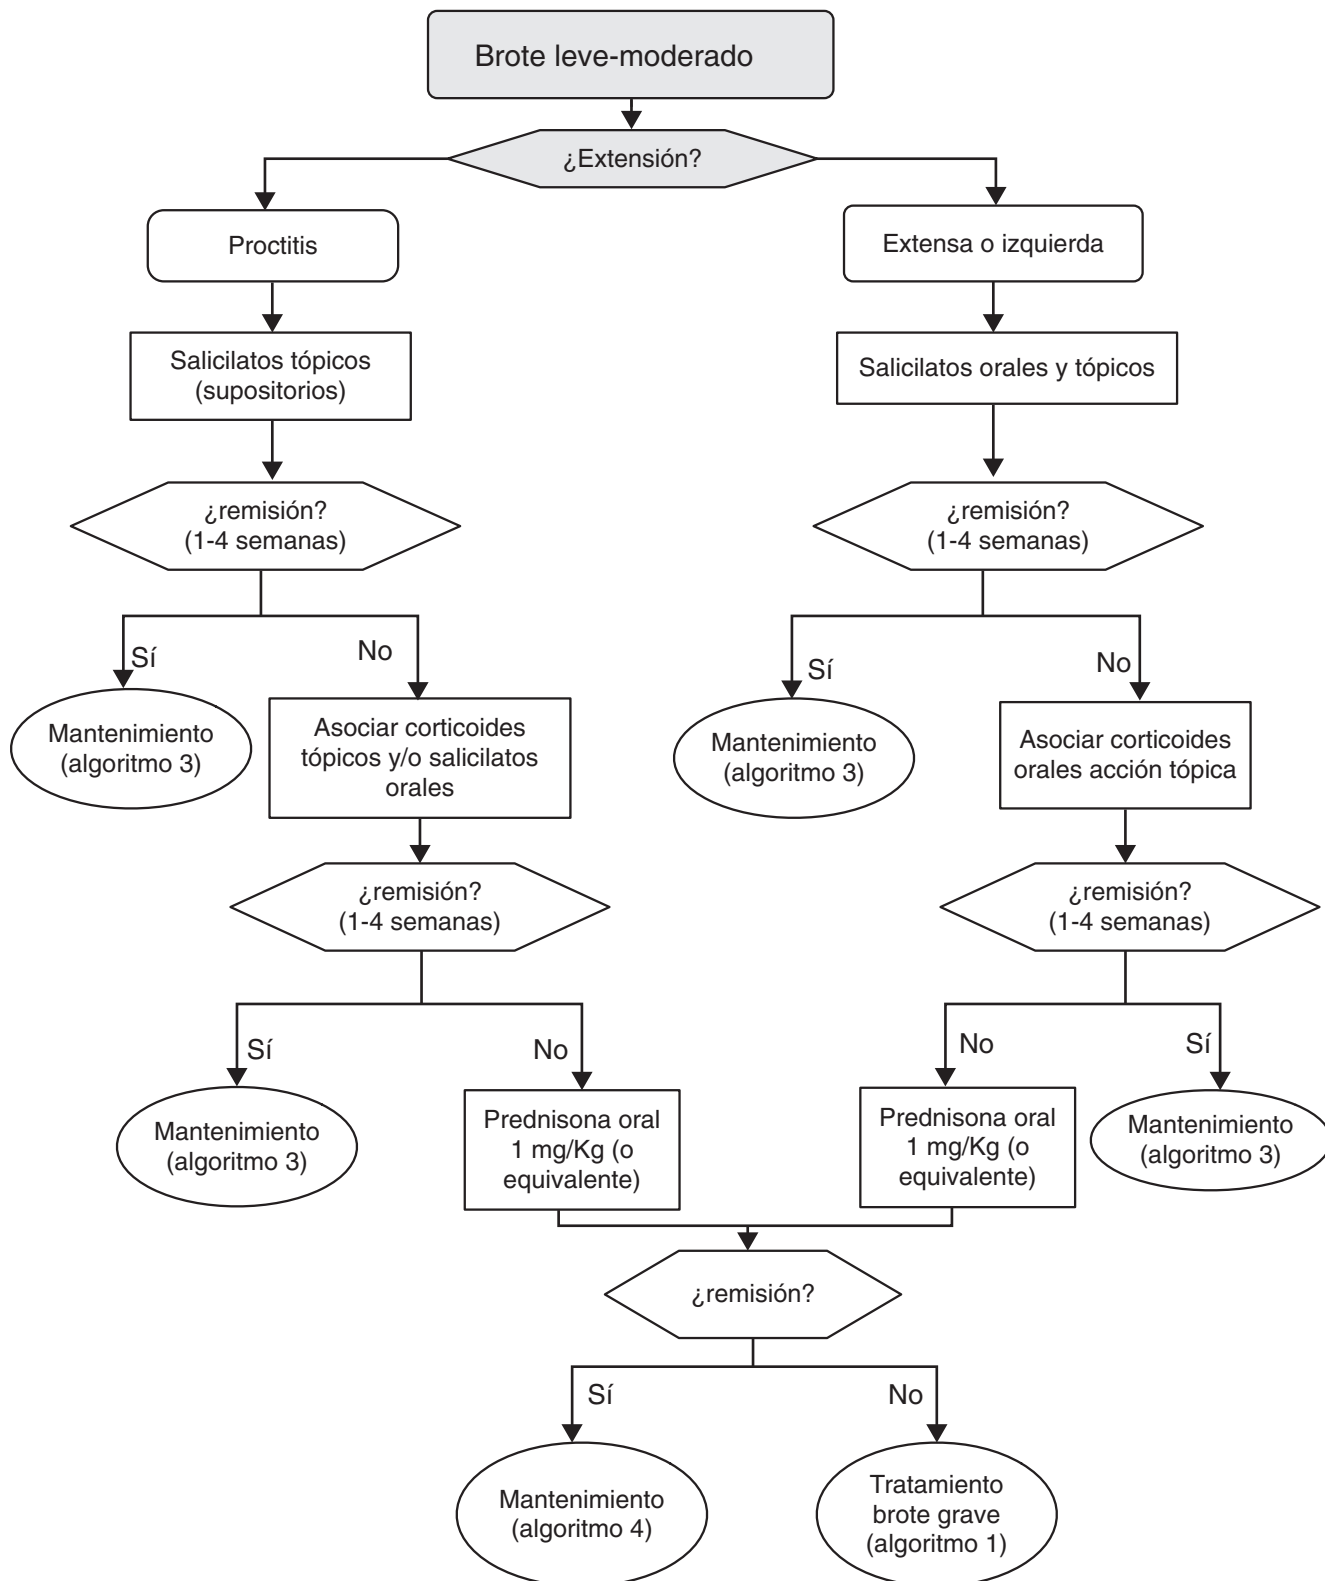 Brote leve-moderado
¿Extensión?
Proctitis
Extensa o izquierda
Salicilatos tópicos
(supositorios)
Salicilatos orales y tópicos
¿remisión?
(1-4 semanas)
¿remisión?
(1-4 semanas)
Sí
No
Sí
No
Mantenimiento
(algoritmo 3)
Asociar corticoides
tópicos y/o salicilatos
orales
Mantenimiento
(algoritmo 3)
Asociar corticoides
orales acción tópica
¿remisión?
(1-4 semanas)
¿remisión?
(1-4 semanas)
Sí
No
No
Sí
Mantenimiento
(algoritmo 3)
Prednisona oral
1 mg/Kg (o
equivalente)
Prednisona oral
1 mg/Kg (o
equivalente)
Mantenimiento
(algoritmo 3)
¿remisión?
Sí
No
Mantenimiento
(algoritmo 4)
Tratamiento
brote grave
(algoritmo 1)